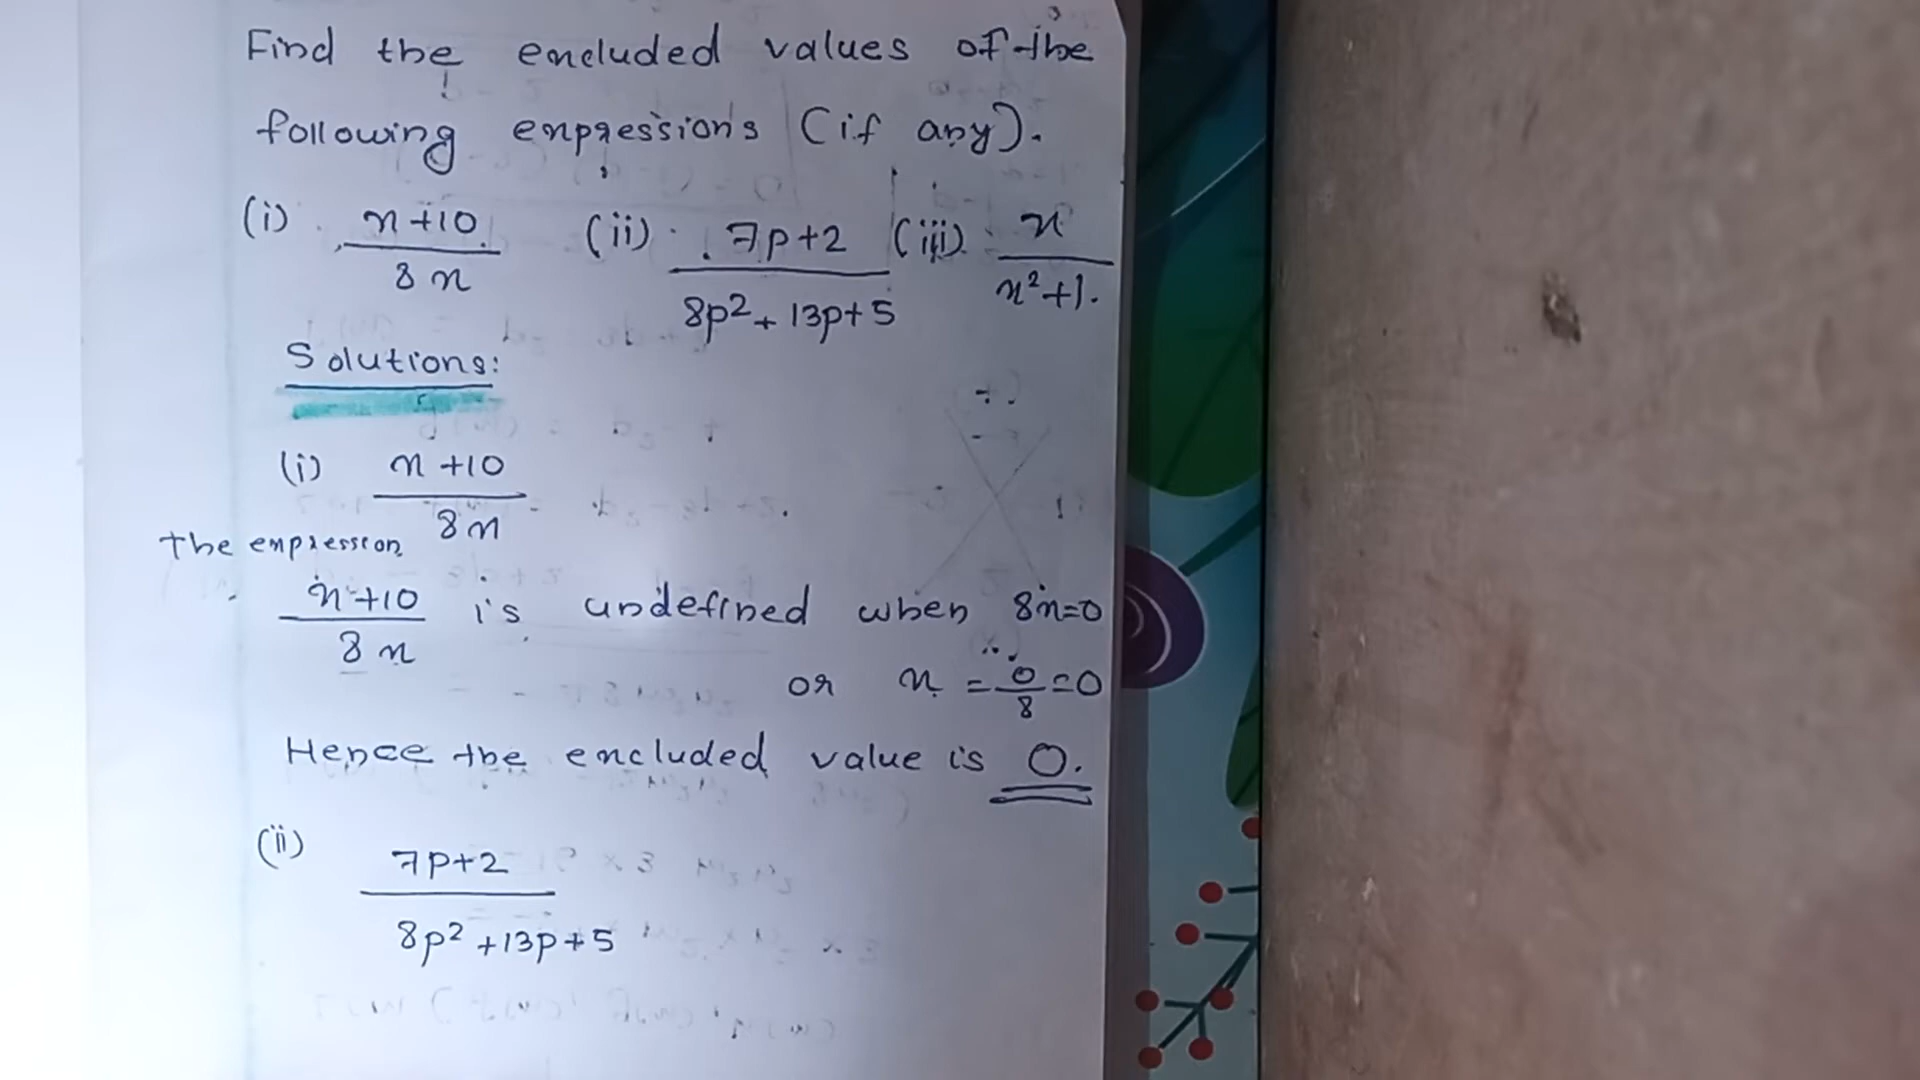 Find the excluded values of the
following expressions (if any).
(i) x+10 / 8x (ii) 7p+2 / 8p²+13p+5 (iii) x / x²+1.
Solutions:
(i) x+10 / 8x
The expression
x+10 / 8x is undefined when 8x=0
or x = 0/8 = 0
Hence the excluded value is 0.
(ii) 7p+2 / 8p²+13p+5